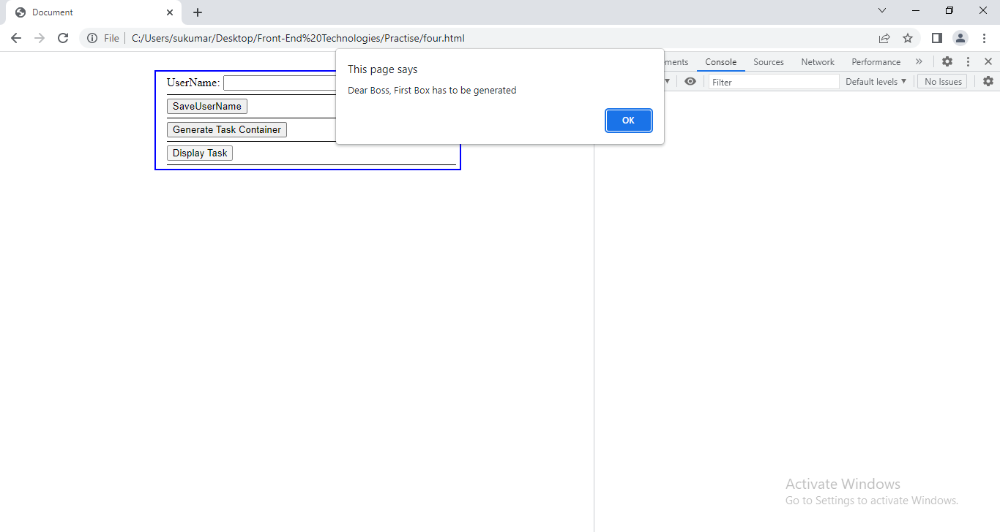 Document
File C:/Users/sukumar/Desktop/Front-End%20Technologies/Practise/four.html
ments Console Sources Network Performance
Filter Default levels No Issues
This page says
Dear Boss, First Box has to be generated
OK
UserName:
SaveUserName
Generate Task Container
Display Task
Activate Windows
Go to Settings to activate Windows.